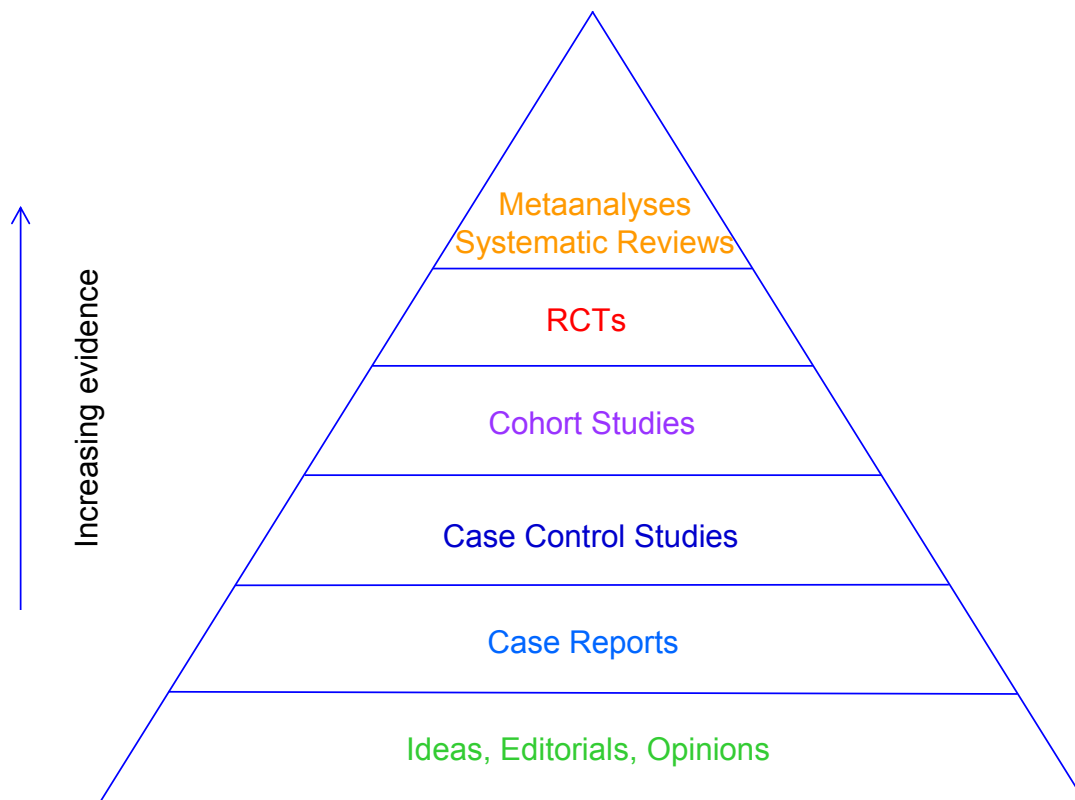 Metaanalyses
Systematic Reviews
RCTs
Cohort Studies
Case Control Studies
Case Reports
Ideas, Editorials, Opinions
Increasing evidence